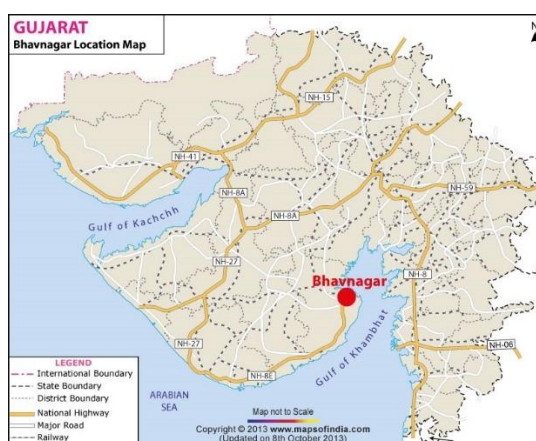 GUJARAT
Bhavnagar Location Map
N
NH-15
NH-41
NH-59
NH-8A
NH-8A
Gulf of Kachchh
NH-27
NH-8
Bhavnagar
NH-06
NH-27
Gulf of Khambhat
NH-8E
LEGEND
International Boundary
State Boundary
District Boundary
National Highway
Major Road
Railway
ARABIAN
SEA
Map not to Scale
Copyright © 2013 www.mapsofindia.com
(Updated on 8th October 2013)